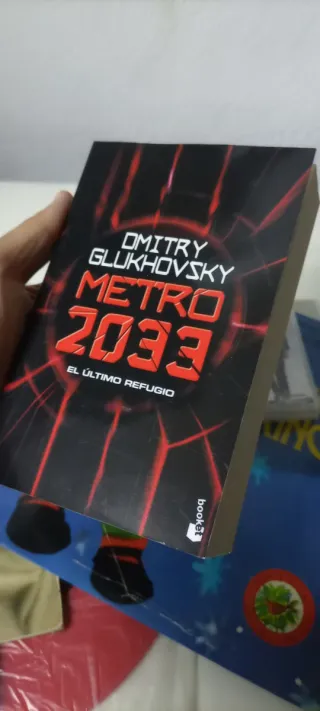 DMITRY
GLUKHOVSKY
METRO
2033
EL ÚLTIMO REFUGIO
booket